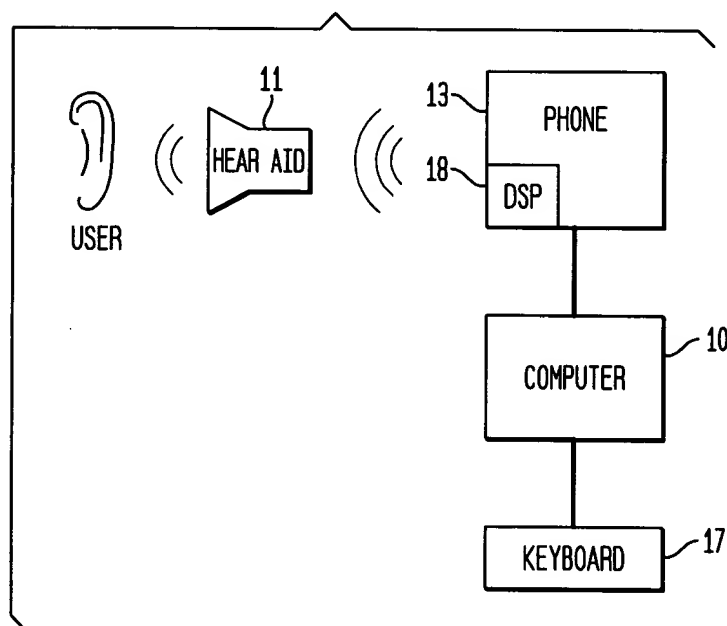 11
HEAR AID
USER
13
PHONE
18
DSP
10
COMPUTER
17
KEYBOARD